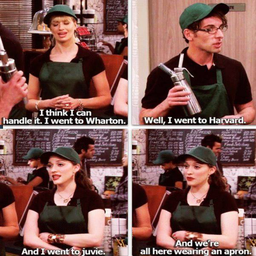 I think I can
handle it. I went to Wharton.
Well, I went to Harvard.
And I went to juvie.
And we're
all here wearing an apron.